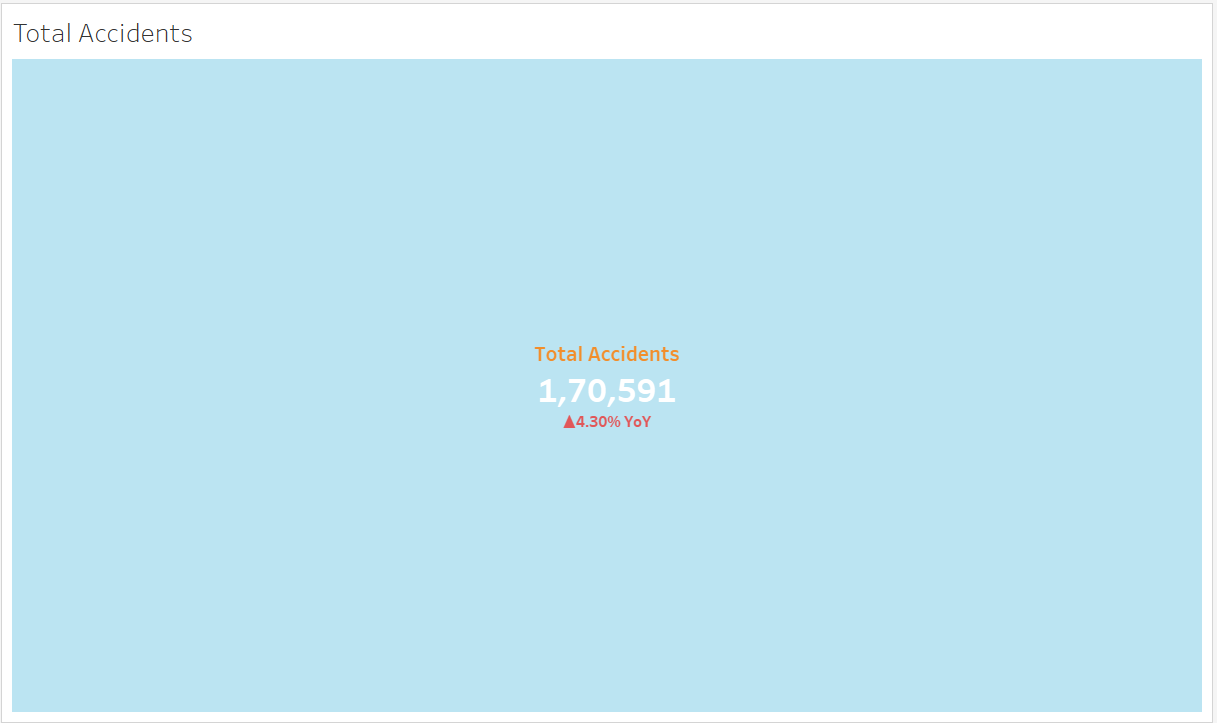 Total Accidents
Total Accidents
1,70,591
▲4.30% YoY